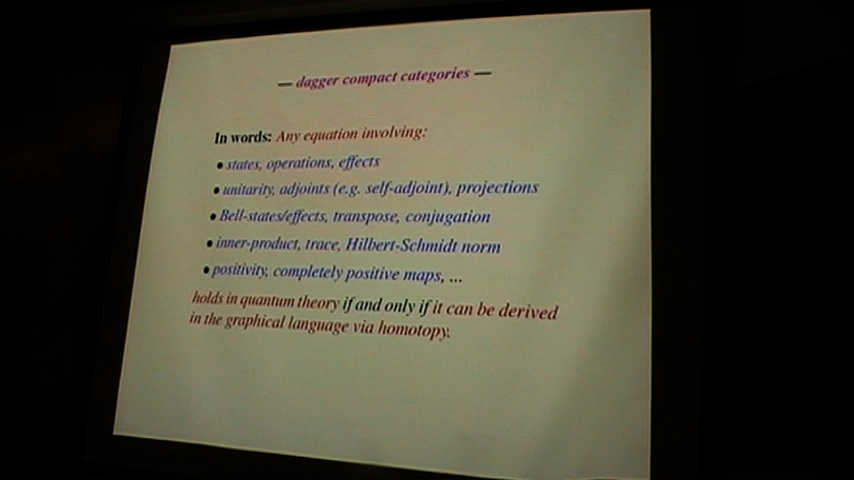 — dagger compact categories —
In words: Any equation involving:
• states, operations, effects
• unitarity, adjoints (e.g. self-adjoint), projections
• Bell-states/effects, transpose, conjugation
• inner-product, trace, Hilbert-Schmidt norm
• positivity, completely positive maps, ...
holds in quantum theory if and only if it can be derived
in the graphical language via homotopy.